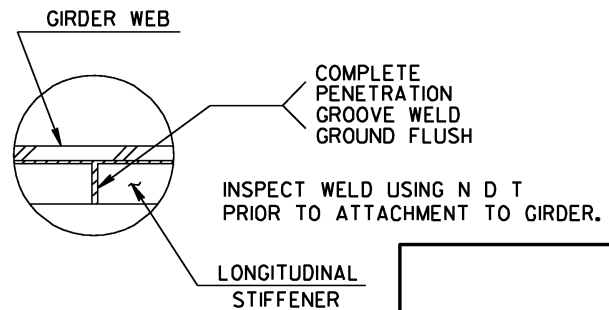 GIRDER WEB
COMPLETE
PENETRATION
GROOVE WELD
GROUND FLUSH
INSPECT WELD USING N D T
PRIOR TO ATTACHMENT TO GIRDER.
LONGITUDINAL
STIFFENER